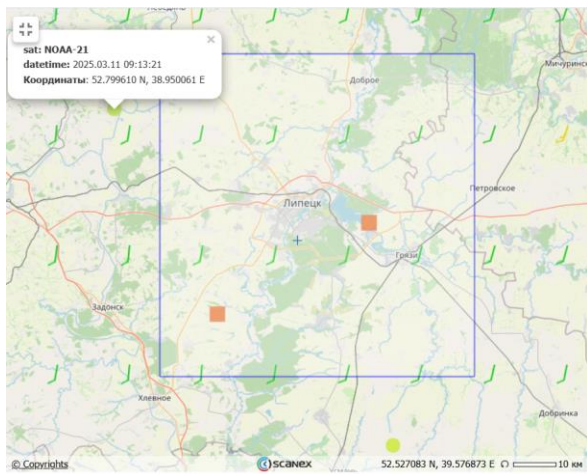 sat: NOAA-21
datetime: 2025.03.11 09:13:21
Координаты: 52.799610 N, 38.950061 E
×
Доброе
Мичуринск
Петровское
Липецк
Грязи
Задонск
Хлевное
Добринка
© Copyrights
scanex
52.527083 N, 39.576873 E
10 км